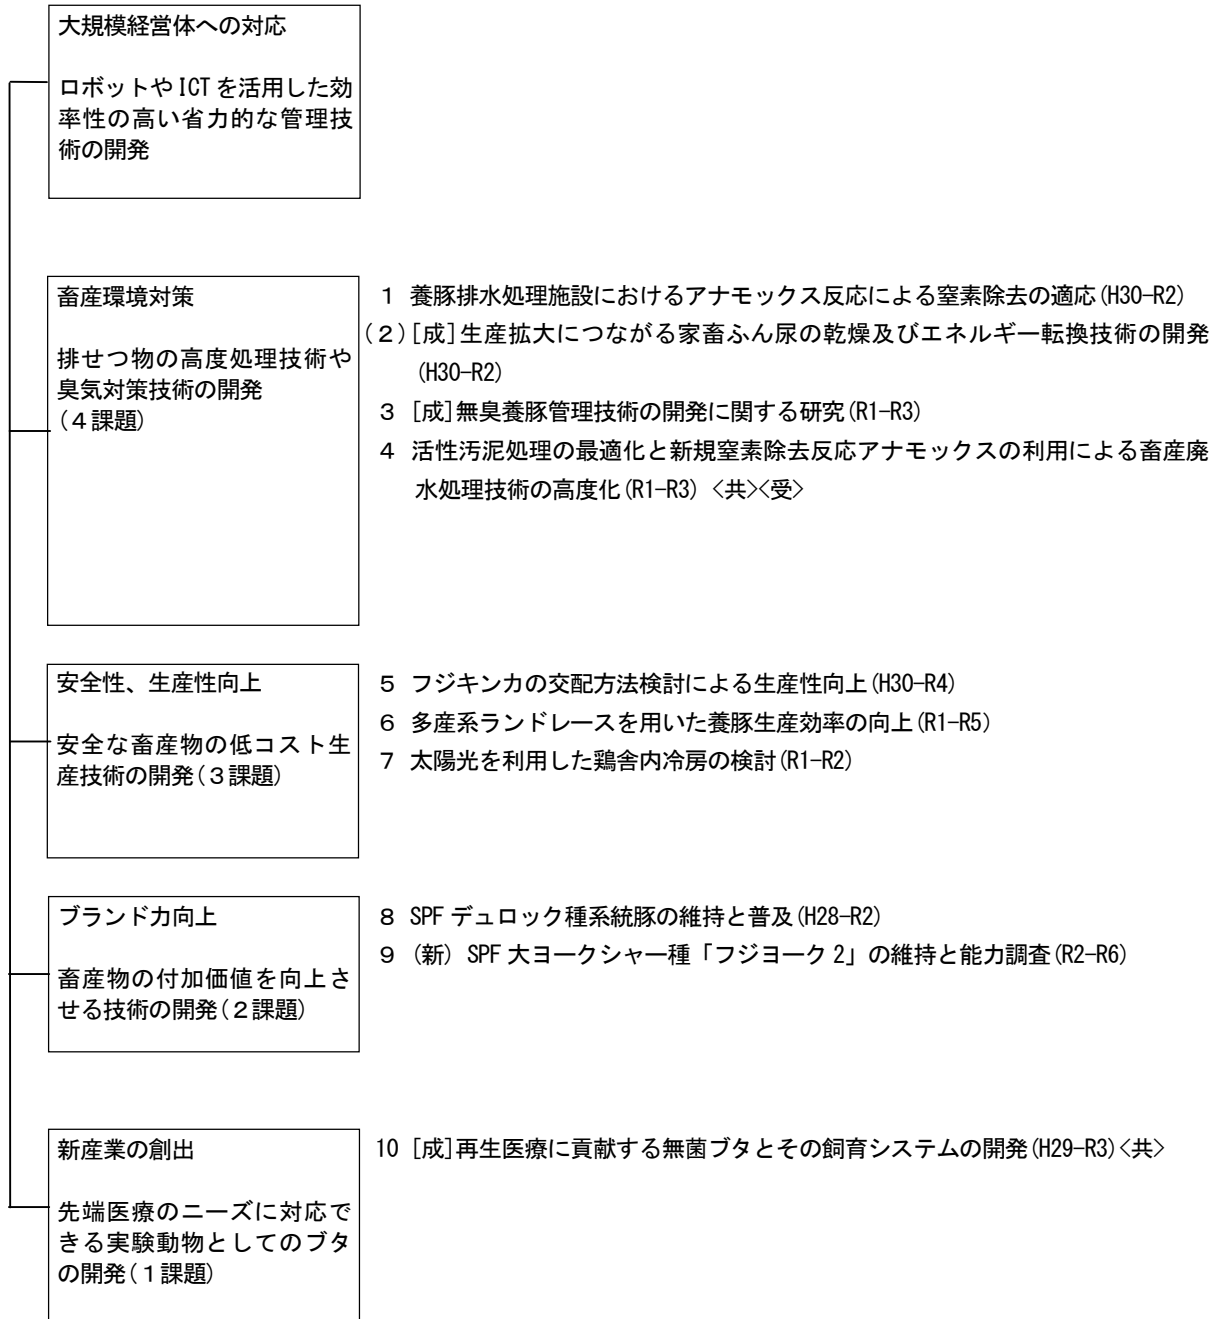 大規模経営体への対応
ロボットや ICT を活用した効
率性の高い省力的な管理技
術の開発
畜産環境対策
排せつ物の高度処理技術や
臭気対策技術の開発
(４課題)
１ 養豚排水処理施設におけるアナモックス反応による窒素除去の適応(H30-R2)
(２)[成]生産拡大につながる家畜ふん尿の乾燥及びエネルギー転換技術の開発
(H30-R2)
３ [成]無臭養豚管理技術の開発に関する研究(R1-R3)
４ 活性汚泥処理の最適化と新規窒素除去反応アナモックスの利用による畜産廃
水処理技術の高度化(R1-R3) <共><受>
安全性、生産性向上
安全な畜産物の低コスト生
産技術の開発(３課題)
５ フジキンカの交配方法検討による生産性向上(H30-R4)
６ 多産系ランドレースを用いた養豚生産効率の向上(R1-R5)
７ 太陽光を利用した鶏舎内冷房の検討(R1-R2)
ブランド力向上
畜産物の付加価値を向上さ
せる技術の開発(２課題)
８ SPF デュロック種系統豚の維持と普及(H28-R2)
９ (新) SPF 大ヨークシャー種「フジヨーク 2」の維持と能力調査(R2-R6)
新産業の創出
先端医療のニーズに対応で
きる実験動物としてのブタ
の開発(１課題)
10 [成]再生医療に貢献する無菌ブタとその飼育システムの開発(H29-R3)<共>